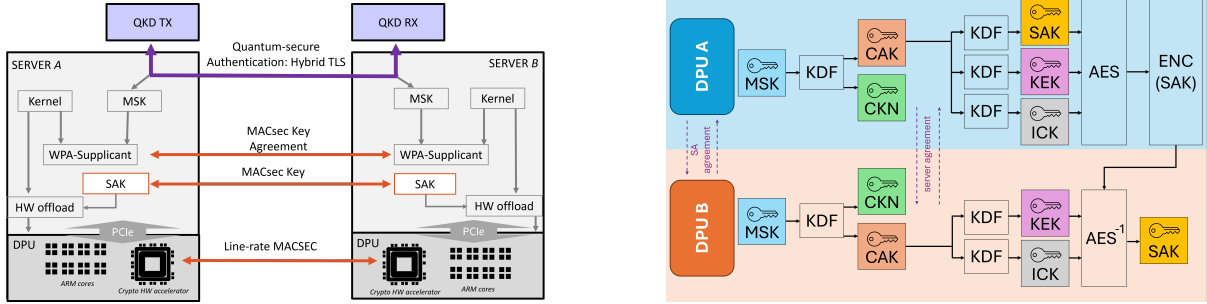 QKD TX
QKD RX
Quantum-secure
Authentication: Hybrid TLS
SERVER A
SERVER B
Kernel
MSK
MSK
Kernel
MACsec Key
Agreement
WPA-Supplicant
WPA-Supplicant
MACsec Key
SAK
SAK
HW offload
HW offload
PCIe
PCIe
DPU
DPU
Line-rate MACSEC
ARM cores
Crypto HW accelerator
Crypto HW accelerator
ARM cores
DPU A
MSK
KDF
CAK
CKN
KDF
SAK
KDF
KEK
KDF
ICK
AES
ENC
(SAK)
SA
agreement
server agreement
DPU B
MSK
KDF
CKN
CAK
KDF
KEK
KDF
ICK
AES-1
SAK